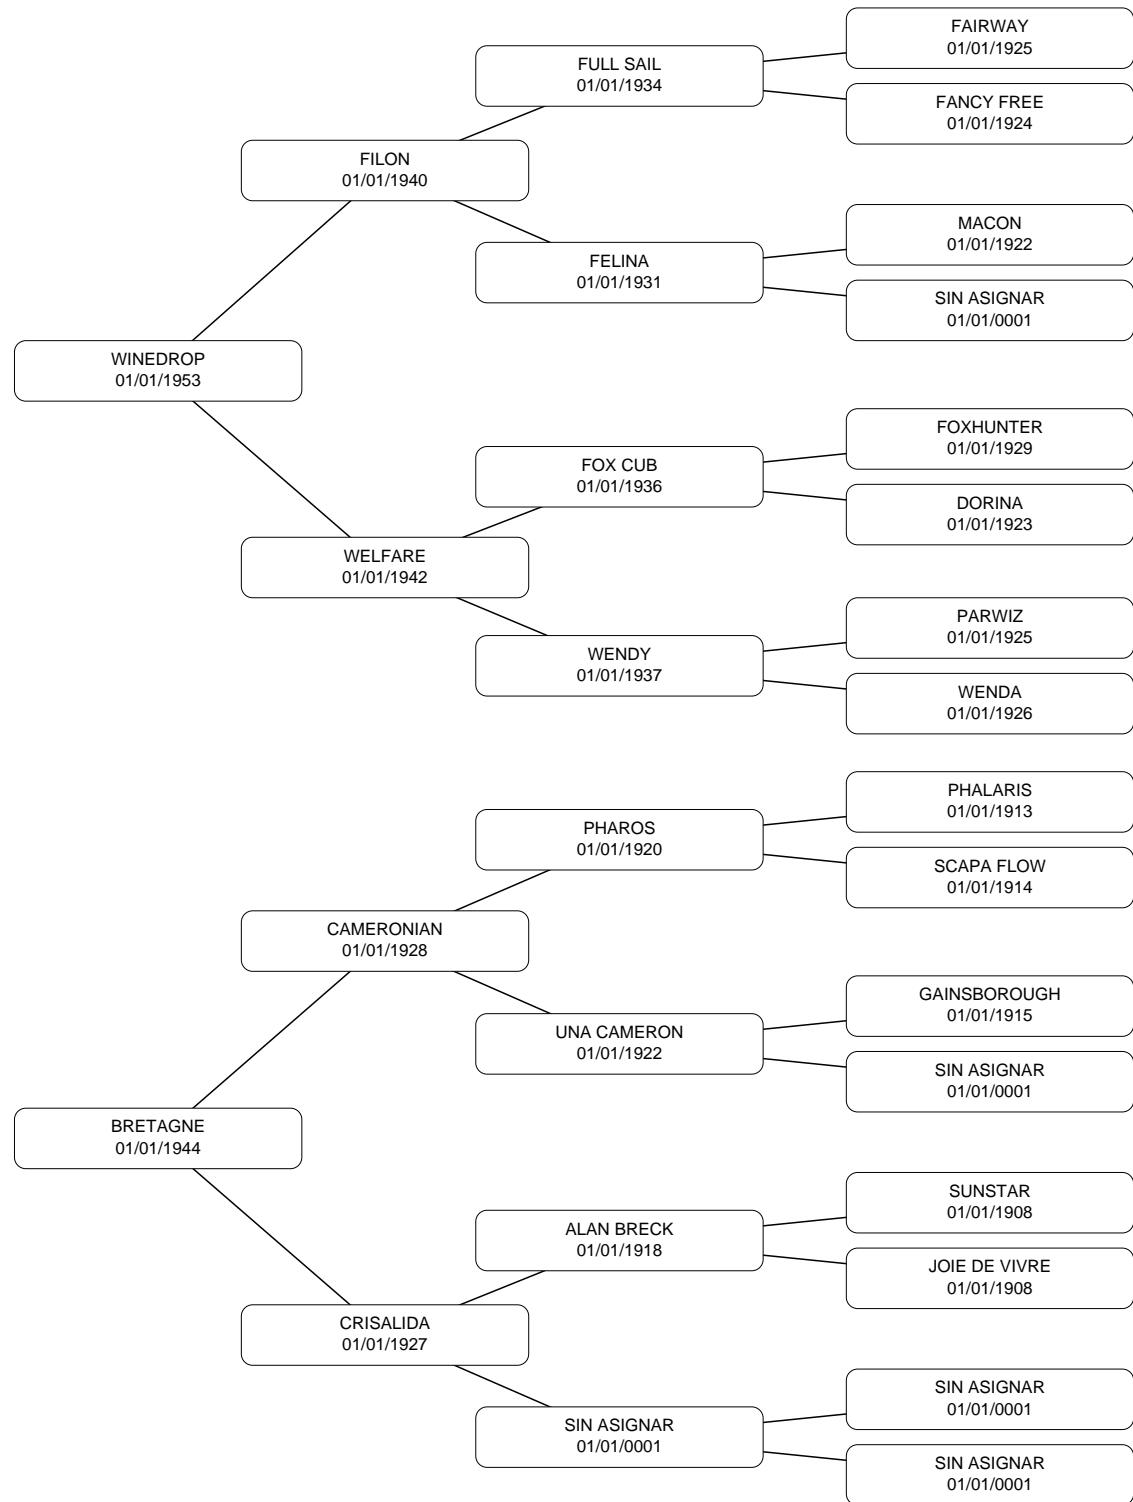 FAIRWAY
01/01/1925
FULL SAIL
01/01/1934
FANCY FREE
01/01/1924
FILON
01/01/1940
MACON
01/01/1922
FELINA
01/01/1931
SIN ASIGNAR
01/01/0001
WINEDROP
01/01/1953
FOXHUNTER
01/01/1929
FOX CUB
01/01/1936
DORINA
01/01/1923
WELFARE
01/01/1942
PARWIZ
01/01/1925
WENDY
01/01/1937
WENDA
01/01/1926
PHALARIS
01/01/1913
PHAROS
01/01/1920
SCAPA FLOW
01/01/1914
CAMERONIAN
01/01/1928
GAINSBOROUGH
01/01/1915
UNA CAMERON
01/01/1922
SIN ASIGNAR
01/01/0001
BRETAGNE
01/01/1944
SUNSTAR
01/01/1908
ALAN BRECK
01/01/1918
JOIE DE VIVRE
01/01/1908
CRISALIDA
01/01/1927
SIN ASIGNAR
01/01/0001
SIN ASIGNAR
01/01/0001
SIN ASIGNAR
01/01/0001